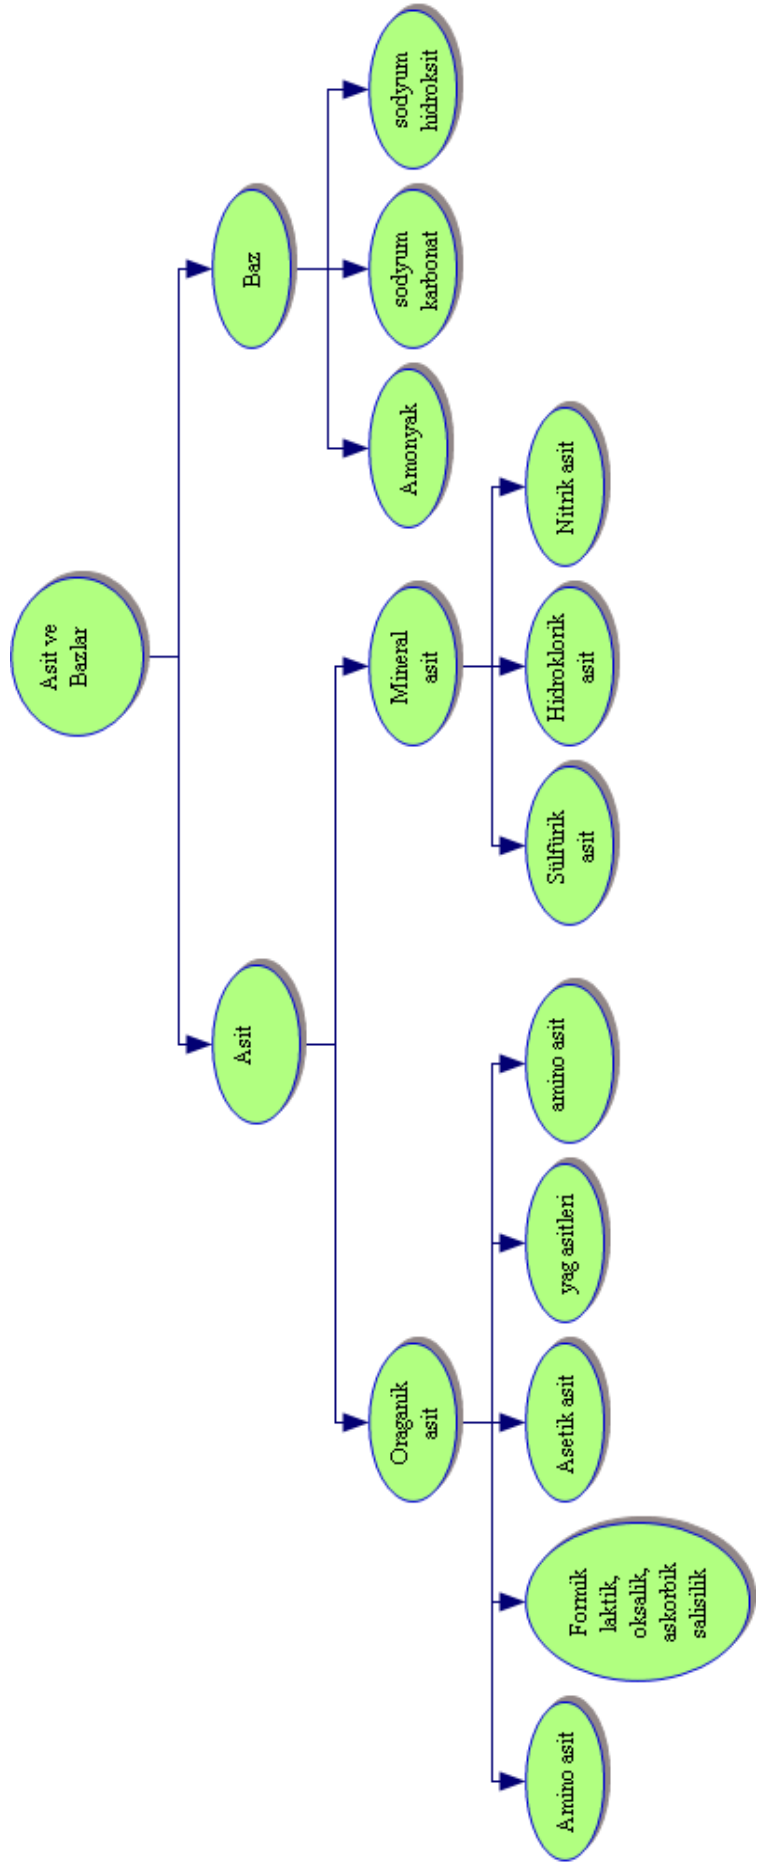 Asit ve
Bazlar
Asit
Baz
Oraganik
asit
Mineral
asit
Amonyak
sodyum
karbonat
sodyum
hidroksit
Amino asit
Formik
laktik,
oksalik,
askorbik
salisilik
Asetik asit
yag asitleri
amino asit
Sülfürik
asit
Hidroklorik
asit
Nitrik asit